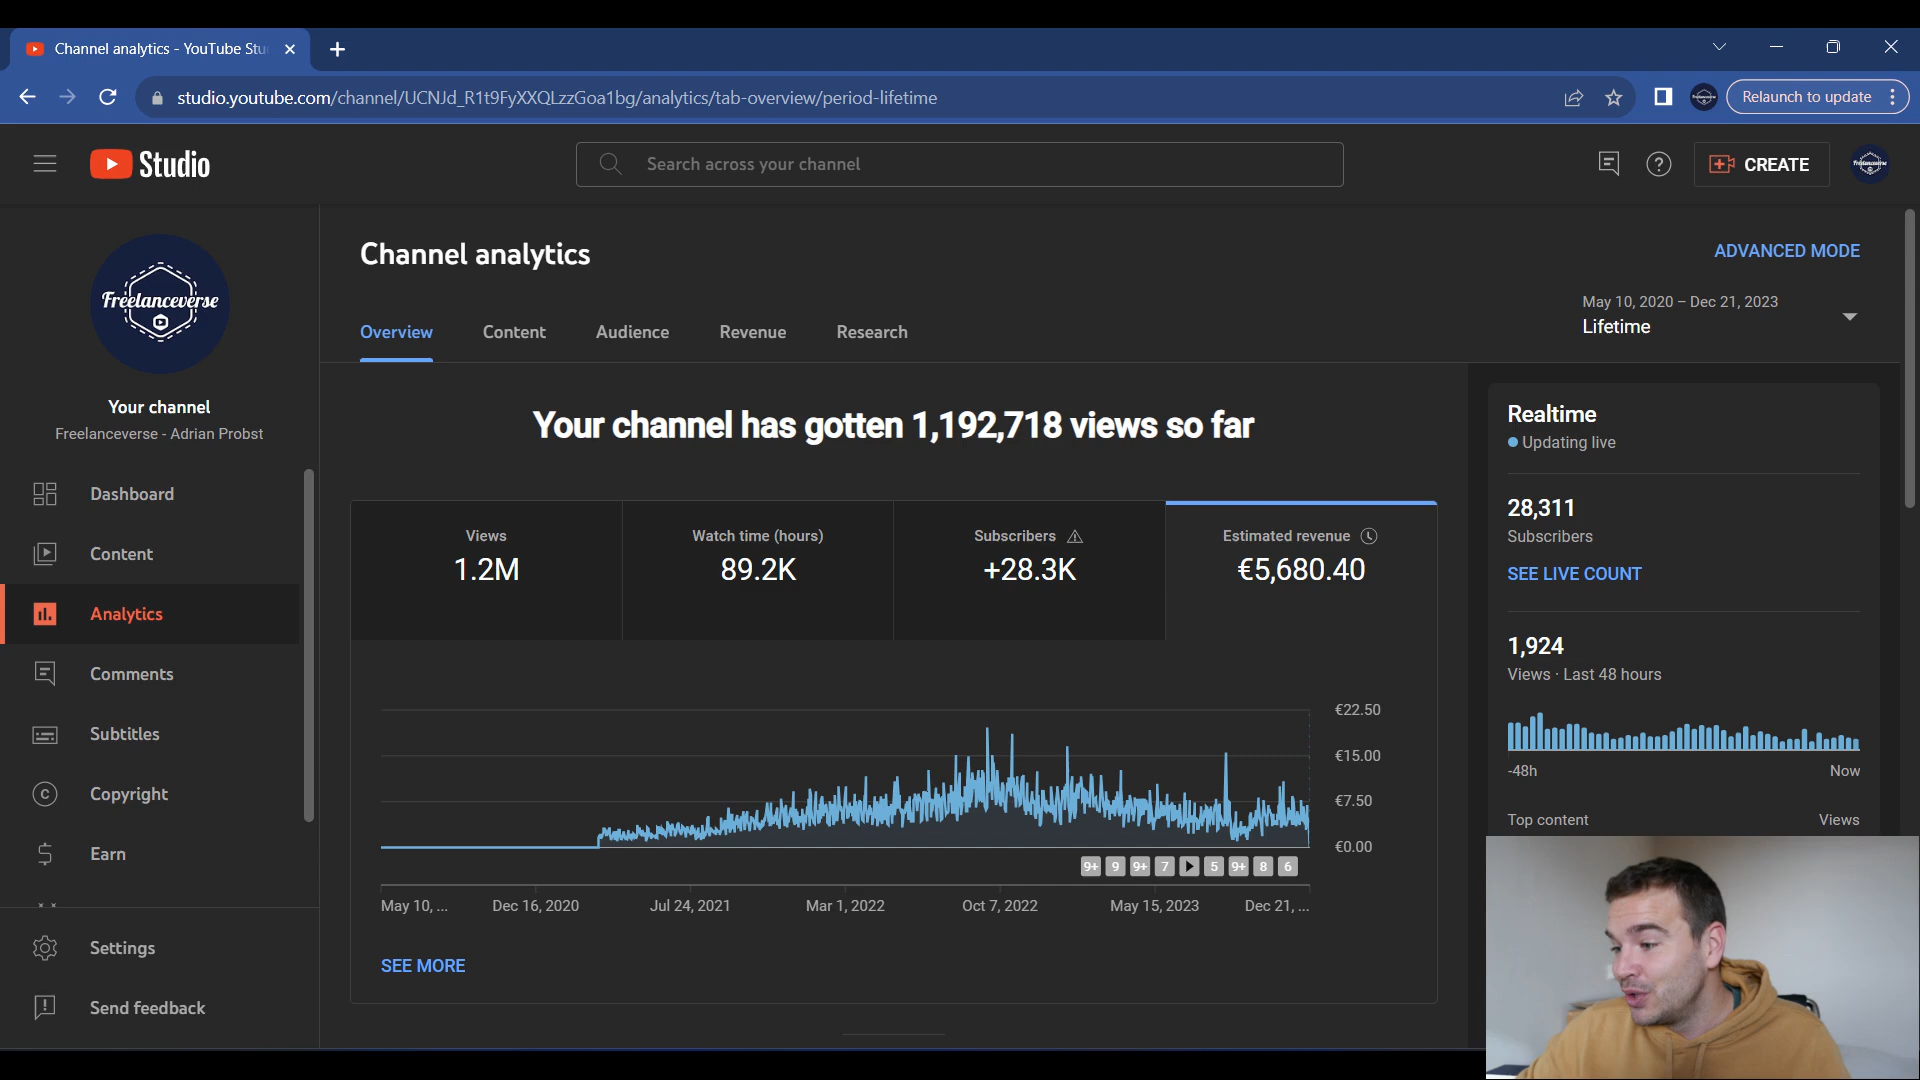 Channel analytics - YouTube Stu
studio.youtube.com/channel/UCNJd_R1t9FyXXQLzzGoa1bg/analytics/tab-overview/period-lifetime
Relaunch to update
Studio
Search across your channel
CREATE
Freelanceverse
Your channel
Freelanceverse - Adrian Probst
Dashboard
Content
Analytics
Comments
Subtitles
Copyright
Earn
Settings
Send feedback
Channel analytics
ADVANCED MODE
May 10, 2020 – Dec 21, 2023
Lifetime
Overview
Content
Audience
Revenue
Research
Your channel has gotten 1,192,718 views so far
Views
1.2M
Watch time (hours)
89.2K
Subscribers
+28.3K
Estimated revenue
€5,680.40
€22.50
€15.00
€7.50
€0.00
9+ 9 9+ 7 5 9+ 8 6
May 10, ... Dec 16, 2020 Jul 24, 2021 Mar 1, 2022 Oct 7, 2022 May 15, 2023 Dec 21, ...
SEE MORE
Realtime
Updating live
28,311
Subscribers
SEE LIVE COUNT
1,924
Views · Last 48 hours
-48h Now
Top content Views